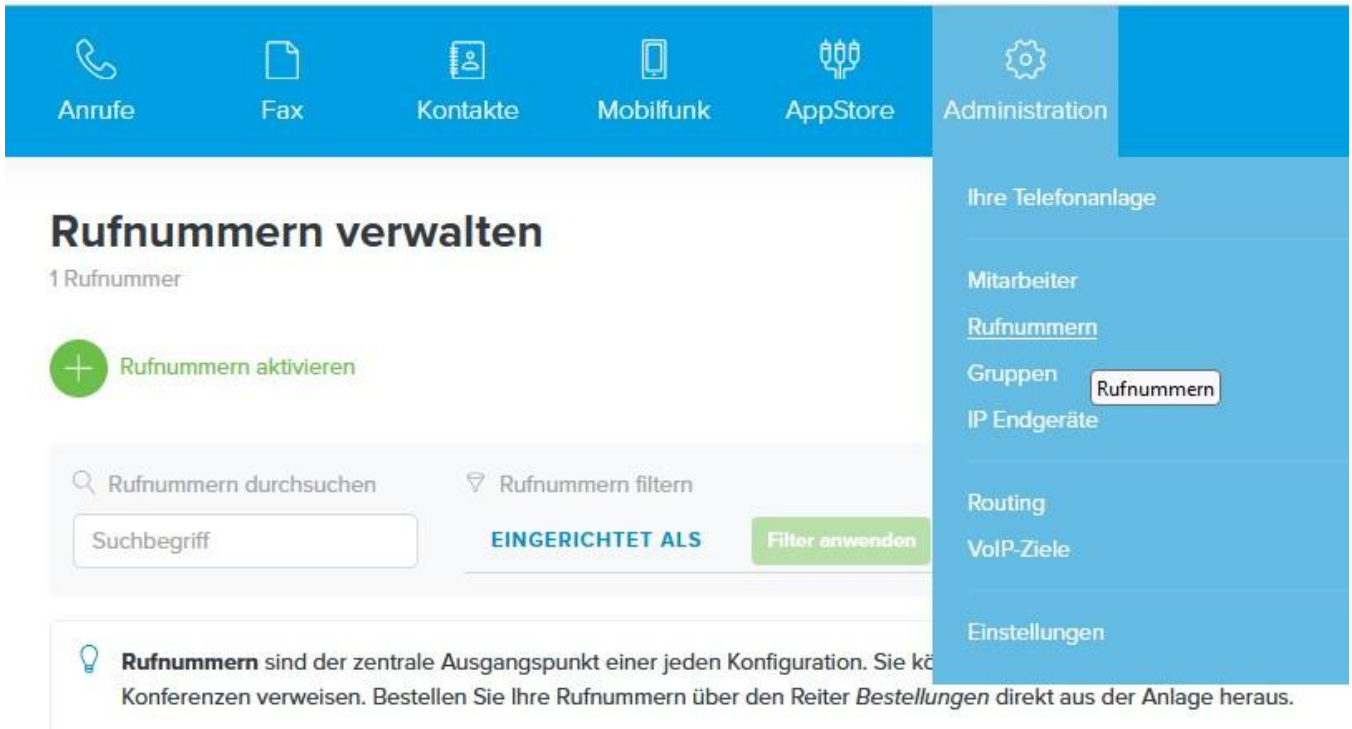 Anrufe Fax Kontakte Mobilfunk AppStore Administration
Ihre Telefonanlage
Mitarbeiter
Rufnummern
Gruppen
Rufnummern
IP Endgeräte
Routing
VoIP-Ziele
Einstellungen
Rufnummern verwalten
1 Rufnummer
Rufnummern aktivieren
Rufnummern durchsuchen Rufnummern filtern
Suchbegriff EINGERICHTET ALS Filter anwenden
Rufnummern sind der zentrale Ausgangspunkt einer jeden Konfiguration. Sie
Konferenzen verweisen. Bestellen Sie Ihre Rufnummern über den Reiter Bestellungen direkt aus der Anlage heraus.